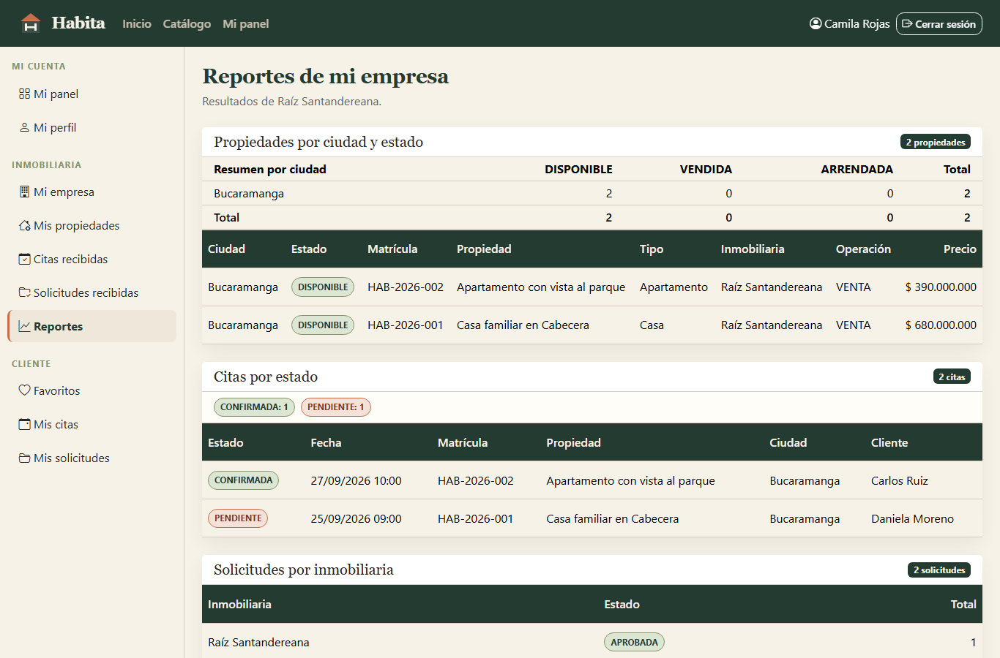 Habita Inicio Catálogo Mi panel Camila Rojas Cerrar sesión
MI CUENTA
Mi panel
Mi perfil
INMOBILIARIA
Mi empresa
Mis propiedades
Citas recibidas
Solicitudes recibidas
Reportes
CLIENTE
Favoritos
Mis citas
Mis solicitudes
Reportes de mi empresa
Resultados de Raíz Santandereana.
Propiedades por ciudad y estado 2 propiedades
Resumen por ciudad DISPONIBLE VENDIDA ARRENDADA Total
Bucaramanga 2 0 0 2
Total 2 0 0 2
Ciudad Estado Matrícula Propiedad Tipo Inmobiliaria Operación Precio
Bucaramanga DISPONIBLE HAB-2026-002 Apartamento con vista al parque Apartamento Raíz Santandereana VENTA $ 390.000.000
Bucaramanga DISPONIBLE HAB-2026-001 Casa familiar en Cabecera Casa Raíz Santandereana VENTA $ 680.000.000
Citas por estado 2 citas
CONFIRMADA: 1 PENDIENTE: 1
Estado Fecha Matrícula Propiedad Ciudad Cliente
CONFIRMADA 27/09/2026 10:00 HAB-2026-002 Apartamento con vista al parque Bucaramanga Carlos Ruiz
PENDIENTE 25/09/2026 09:00 HAB-2026-001 Casa familiar en Cabecera Bucaramanga Daniela Moreno
Solicitudes por inmobiliaria 2 solicitudes
Inmobiliaria Estado Total
Raíz Santandereana APROBADA 1